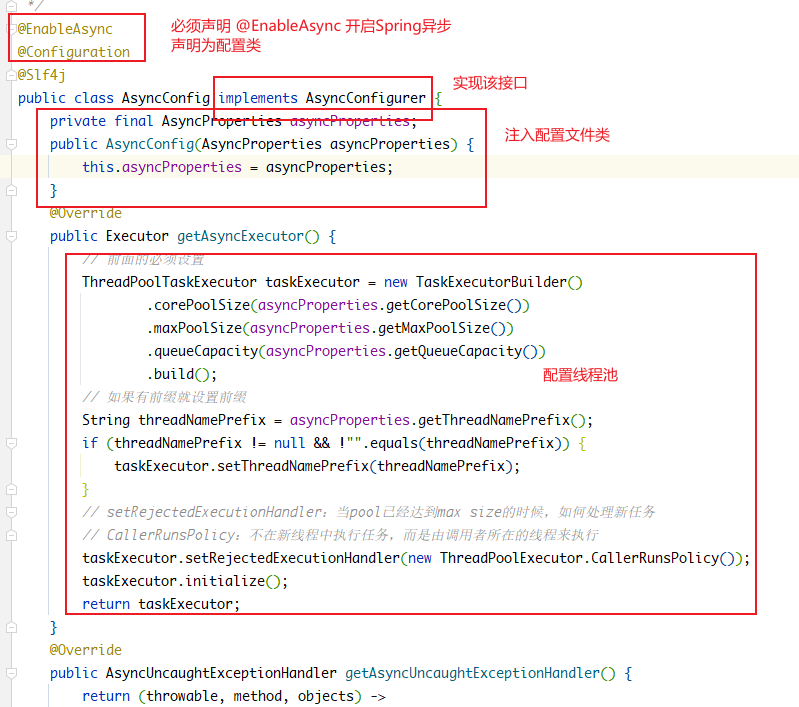 */
@EnableAsync
必须声明 @EnableAsync 开启Spring异步
@Configuration
声明为配置类
@Slf4j
public class AsyncConfig implements AsyncConfigurer {
实现该接口
private final AsyncProperties asyncProperties;
public AsyncConfig(AsyncProperties asyncProperties) {
注入配置文件类
this.asyncProperties = asyncProperties;
}
@Override
public Executor getAsyncExecutor() {
// 前面的必须设置
ThreadPoolTaskExecutor taskExecutor = new TaskExecutorBuilder()
.corePoolSize(asyncProperties.getCorePoolSize())
.maxPoolSize(asyncProperties.getMaxPoolSize())
.queueCapacity(asyncProperties.getQueueCapacity())
.build();
配置线程池
// 如果有前缀就设置前缀
String threadNamePrefix = asyncProperties.getThreadNamePrefix();
if (threadNamePrefix != null && !"".equals(threadNamePrefix)) {
taskExecutor.setThreadNamePrefix(threadNamePrefix);
}
// setRejectedExecutionHandler：当pool已经达到max size的时候，如何处理新任务
// CallerRunsPolicy：不在新线程中执行任务，而是由调用者所在的线程来执行
taskExecutor.setRejectedExecutionHandler(new ThreadPoolExecutor.CallerRunsPolicy());
taskExecutor.initialize();
return taskExecutor;
}
@Override
public AsyncUncaughtExceptionHandler getAsyncUncaughtExceptionHandler() {
return (throwable, method, objects) ->